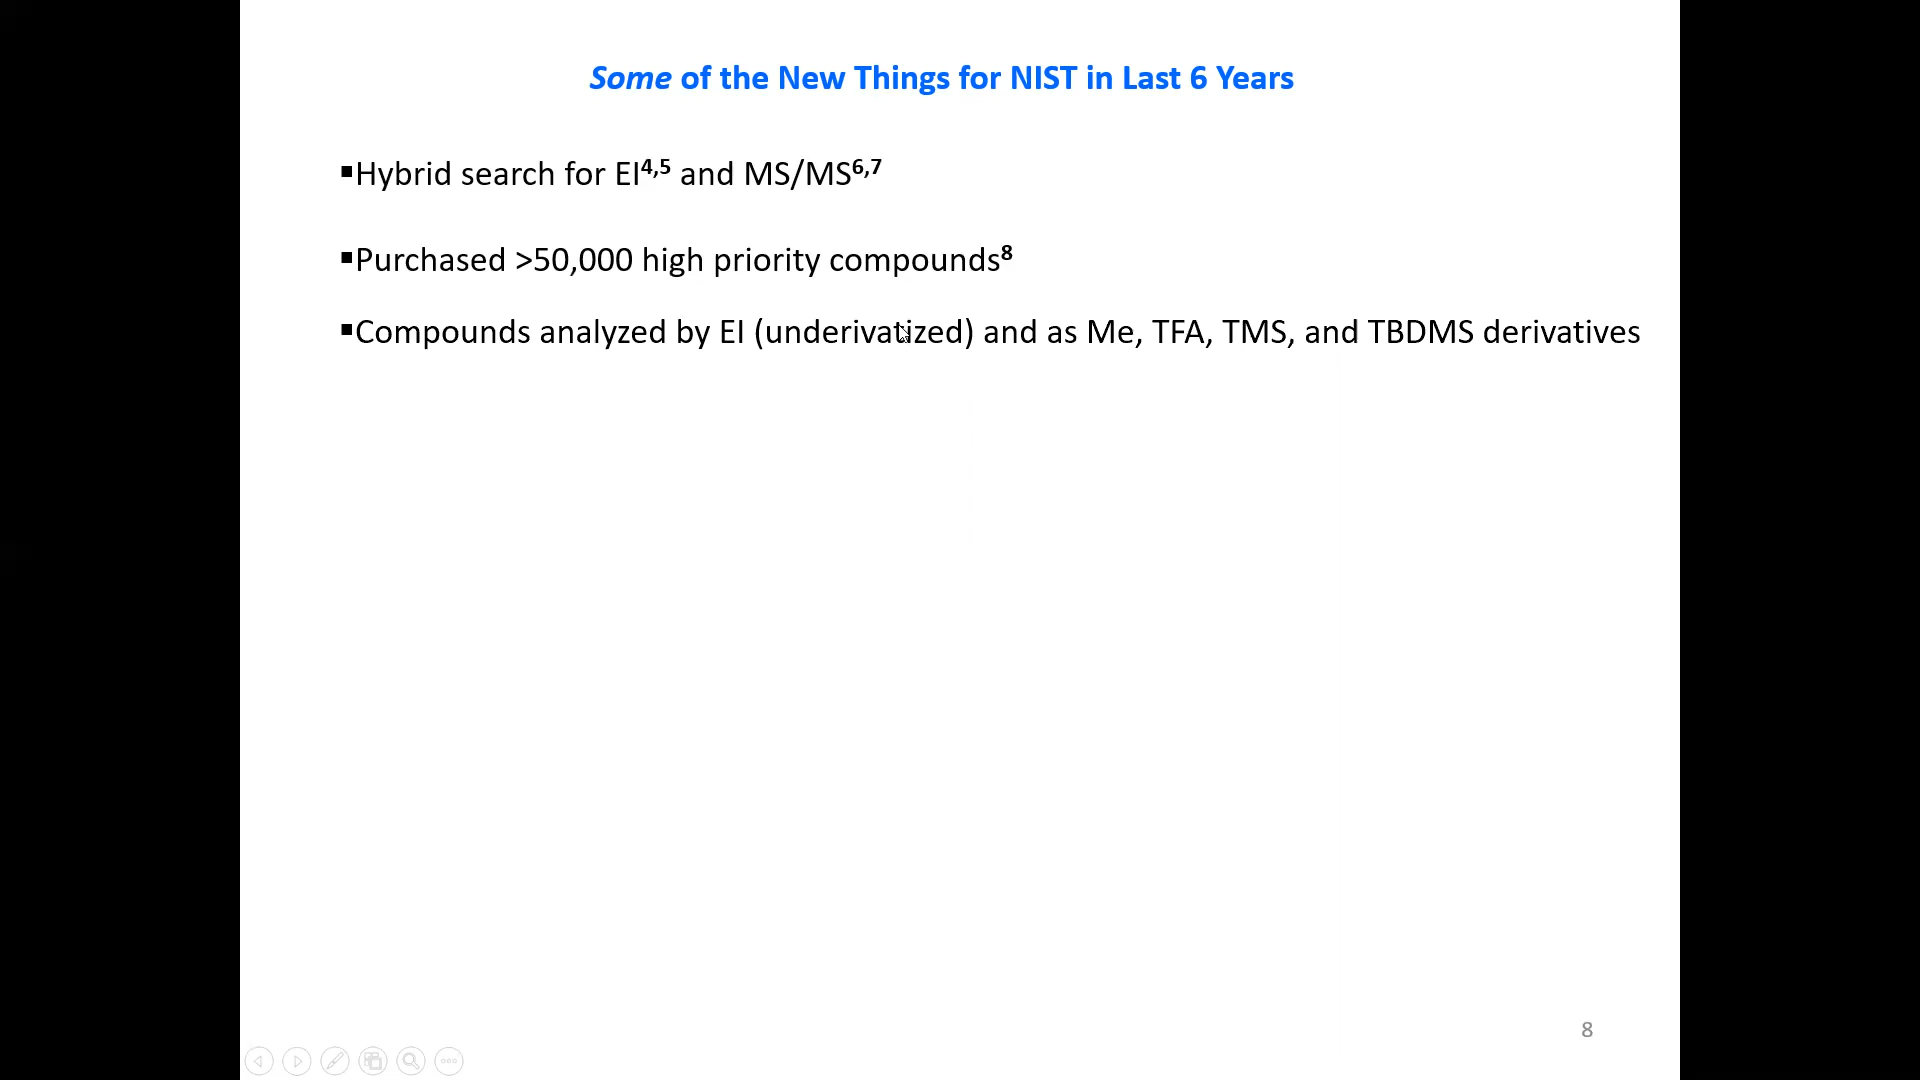 Some of the New Things for NIST in Last 6 Years
▪Hybrid search for EI4,5 and MS/MS6,7
▪Purchased >50,000 high priority compounds8
▪Compounds analyzed by EI (underivatized) and as Me, TFA, TMS, and TBDMS derivatives
8